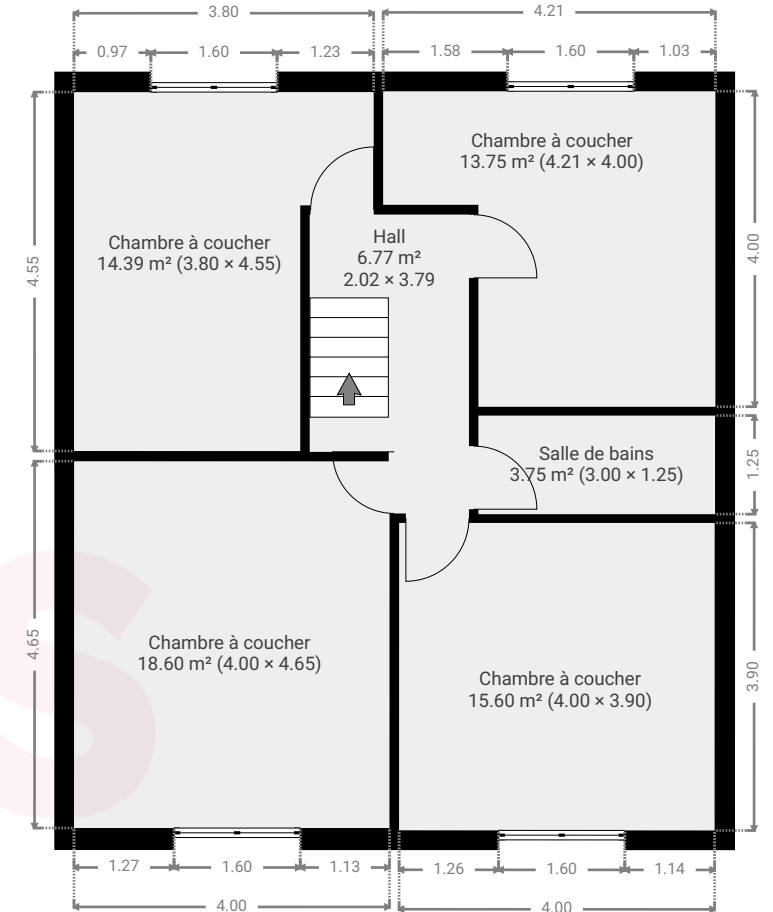 3.80
4.21
0.97
1.60
1.23
1.58
1.60
1.03
Chambre à coucher
13.75 m² (4.21 × 4.00)
Hall
6.77 m²
2.02 × 3.79
Chambre à coucher
14.39 m² (3.80 × 4.55)
4.55
4.00
Salle de bains
3.75 m² (3.00 × 1.25)
1.25
4.65
Chambre à coucher
18.60 m² (4.00 × 4.65)
Chambre à coucher
15.60 m² (4.00 × 3.90)
3.90
1.27
1.60
1.13
1.26
1.60
1.14
4.00
4.00
S